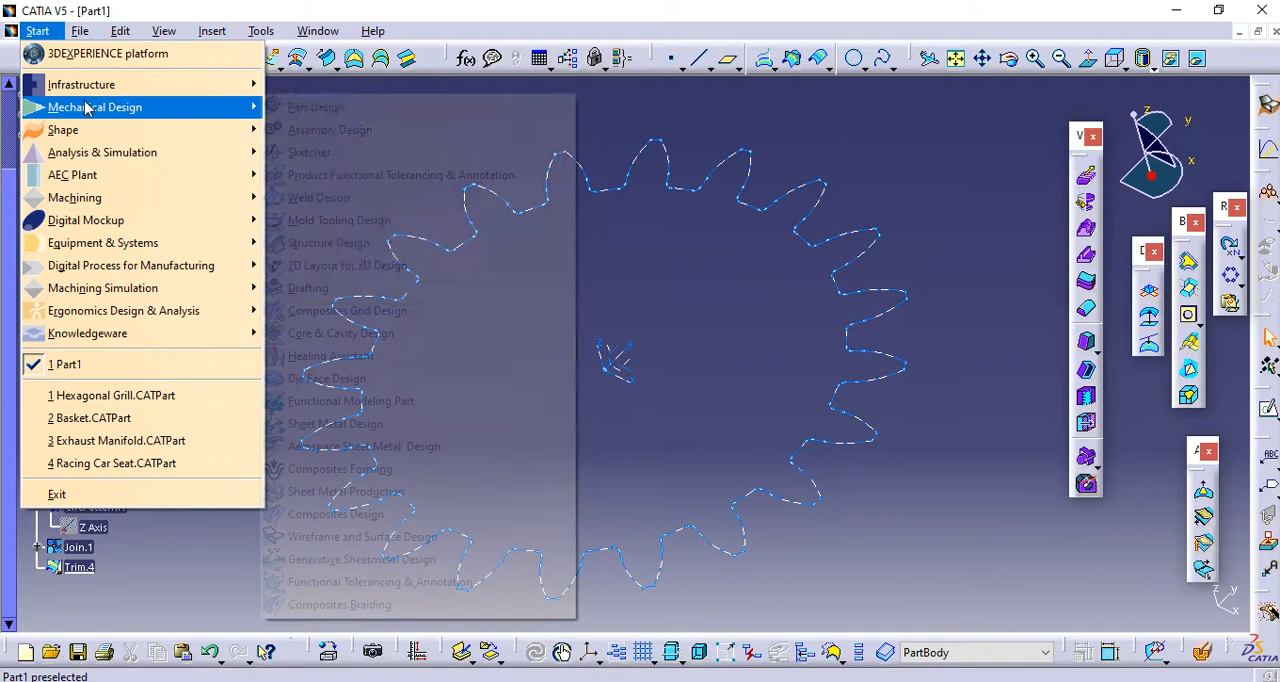 CATIA V5 - [Part1]
Start File Edit View Insert Tools Window Help
3DEXPERIENCE platform
Infrastructure
Mechanical Design
Shape
Analysis & Simulation
AEC Plant
Machining
Digital Mockup
Equipment & Systems
Digital Process for Manufacturing
Machining Simulation
Ergonomics Design & Analysis
Knowledgeware
1 Part1
1 Hexagonal Grill.CATPart
2 Basket.CATPart
3 Exhaust Manifold.CATPart
4 Racing Car Seat.CATPart
Exit
Part Design
Assembly Design
Sketcher
Product Functional Tolerancing & Annotation
Weld Design
Mold Tooling Design
Structure Design
2D Layout for 3D Design
Drafting
Composites Grid Design
Core & Cavity Design
Healing Assistant
Die Face Design
Functional Modeling Part
Sheet Metal Design
Aerospace Sheet Metal Design
Composites Forming
Sheet Metal Production
Composites Design
Wireframe and Surface Design
Generative Sheetmetal Design
Functional Tolerancing & Annotation
Composites Braiding
Z Axis
Join.1
Trim.4
f(x)
V
D
B
R
A
z
y
x
z y
x
z
y
x
ABC
PartBody
CATIA
Part1 preselected